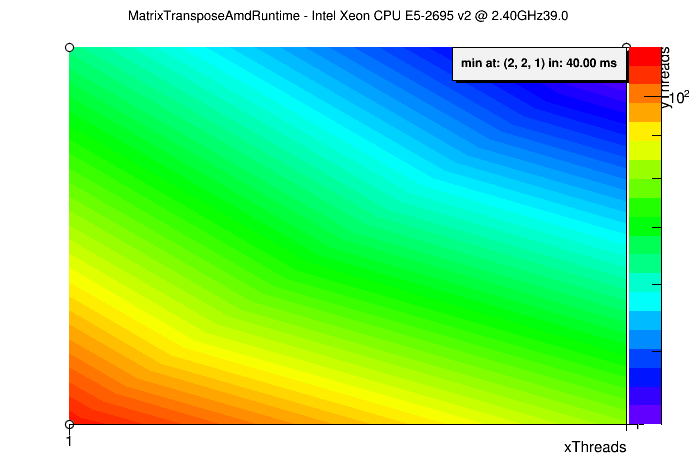 MatrixTransposeAmdRuntime - Intel Xeon CPU E5-2695 v2 @ 2.40GHz39.0
min at: (2, 2, 1) in: 40.00 ms
yThreads
10²
1
xThreads